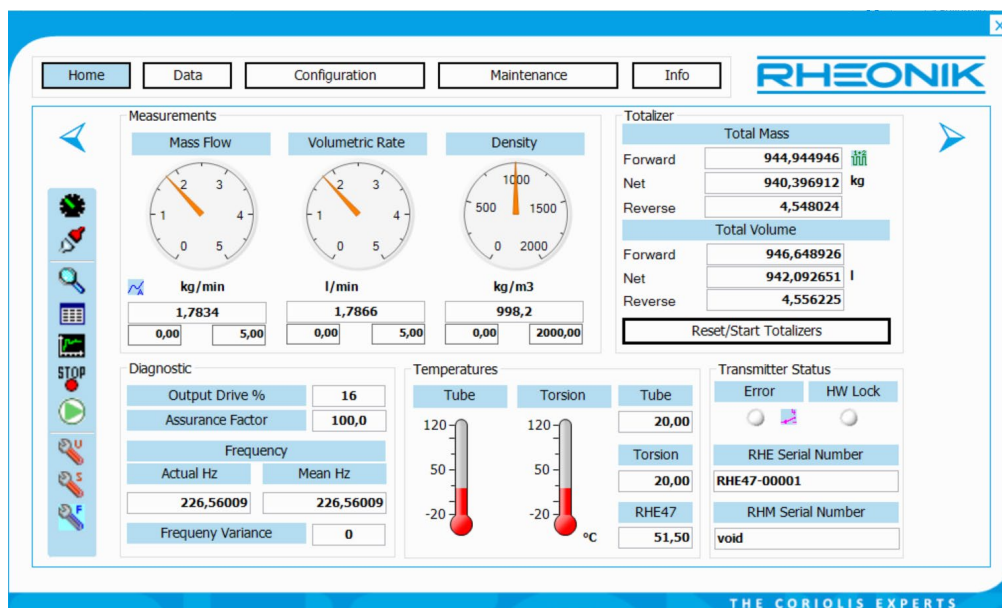 X
Home Data Configuration Maintenance Info RHEONIK
Measurements
Mass Flow Volumetric Rate Density
0 1 2 3 4 5
0 1 2 3 4 5
0 500 1000 1500 2000
kg/min l/min kg/m3
1,7834 1,7866 998,2
0,00 5,00 0,00 5,00 0,00 2000,00
Totalizer
Total Mass
Forward 944,944946
Net 940,396912 kg
Reverse 4,548024
Total Volume
Forward 946,648926
Net 942,092651 l
Reverse 4,556225
Reset/Start Totalizers
STOP
U
S
F
Diagnostic
Output Drive % 16
Assurance Factor 100,0
Frequency
Actual Hz Mean Hz
226,56009 226,56009
Frequeny Variance 0
Temperatures
Tube Torsion Tube
120 120 20,00
Torsion
50 50 20,00
RHE47
-20 -20 51,50
°C
Transmitter Status
Error HW Lock
RHE Serial Number
RHE47-00001
RHM Serial Number
void
THE CORIOLIS EXPERTS